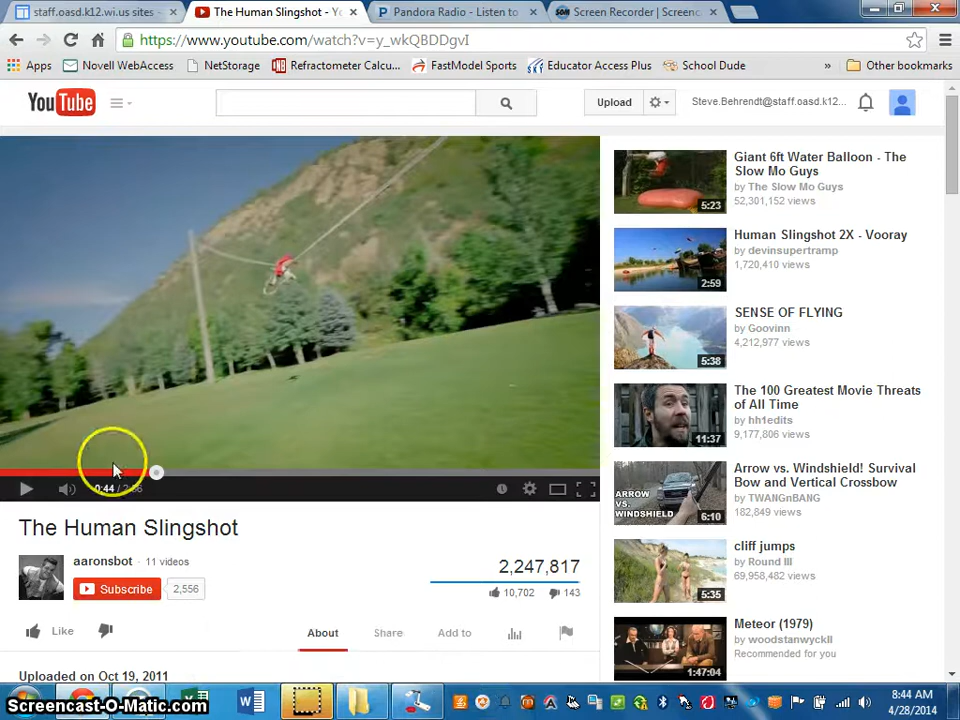 staff.oasd.k12.wi.us sites -
The Human Slingshot - Yo
Pandora Radio - Listen to
Screen Recorder | Screenc
https://www.youtube.com/watch?v=y_wkQBDDgvI
Apps
Novell WebAccess
NetStorage
Refractometer Calcu...
FastModel Sports
Educator Access Plus
School Dude
»
Other bookmarks
YouTube
Upload
Steve.Behrendt@staff.oasd.k12...
Giant 6ft Water Balloon - The
Slow Mo Guys
by The Slow Mo Guys
52,301,152 views
5:23
Human Slingshot 2X - Vooray
by devinsupertramp
1,720,410 views
2:59
SENSE OF FLYING
by Goovinn
4,212,977 views
5:38
The 100 Greatest Movie Threats
of All Time
by hh1edits
9,177,806 views
11:37
Arrow vs. Windshield! Survival
Bow and Vertical Crossbow
by TWANGnBANG
182,849 views
ARROW
VS.
WINDSHIELD
6:10
cliff jumps
by Round III
69,958,482 views
5:35
Meteor (1979)
by woodstanwyckII
Recommended for you
1:47:04
0:44
The Human Slingshot
aaronsbot · 11 videos
Subscribe 2,556
2,247,817
10,702 143
Like
About
Share
Add to
Uploaded on Oct 19, 2011
Screencast-O-Matic.com
8:44 AM
4/28/2014